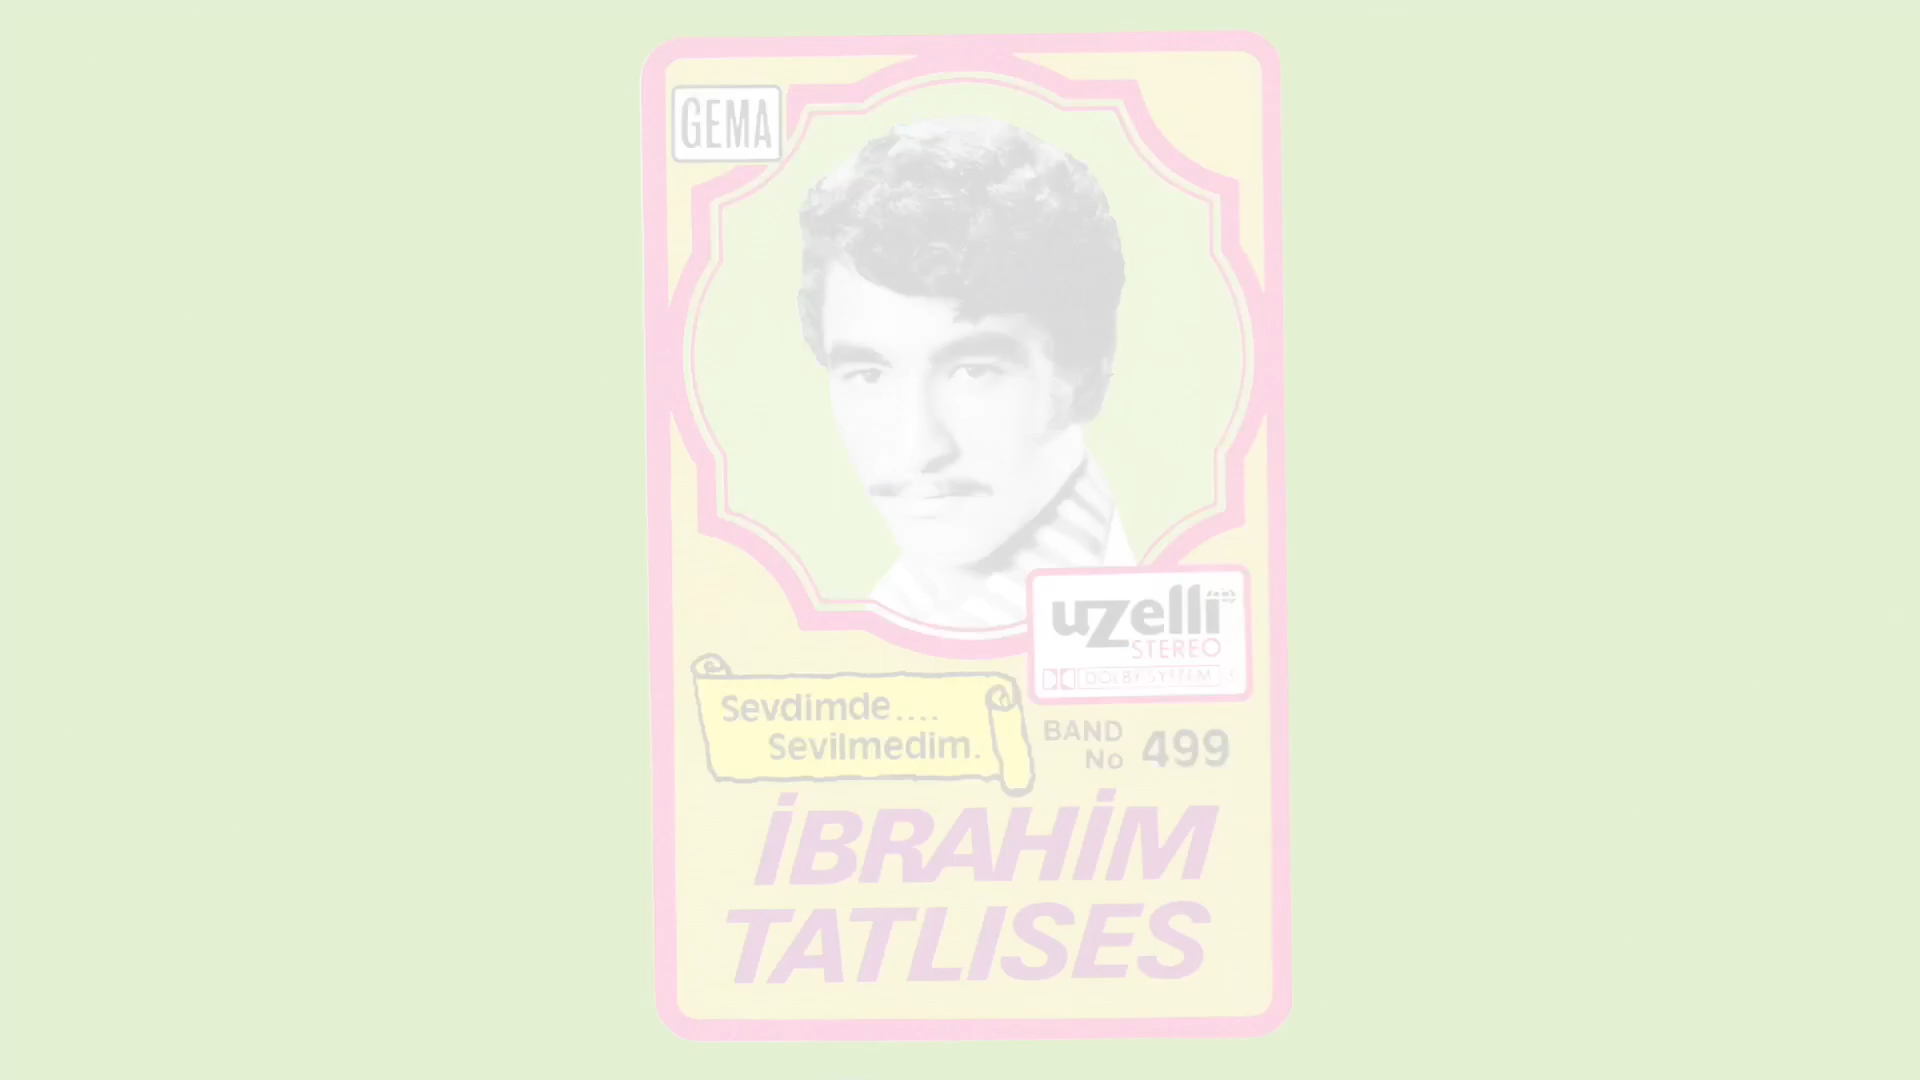 GEMA
uzelli
STEREO
DOLBY SYSTEM
Sevdimde....
Sevilmedim.
BAND
No 499
İBRAHİM
TATLISES